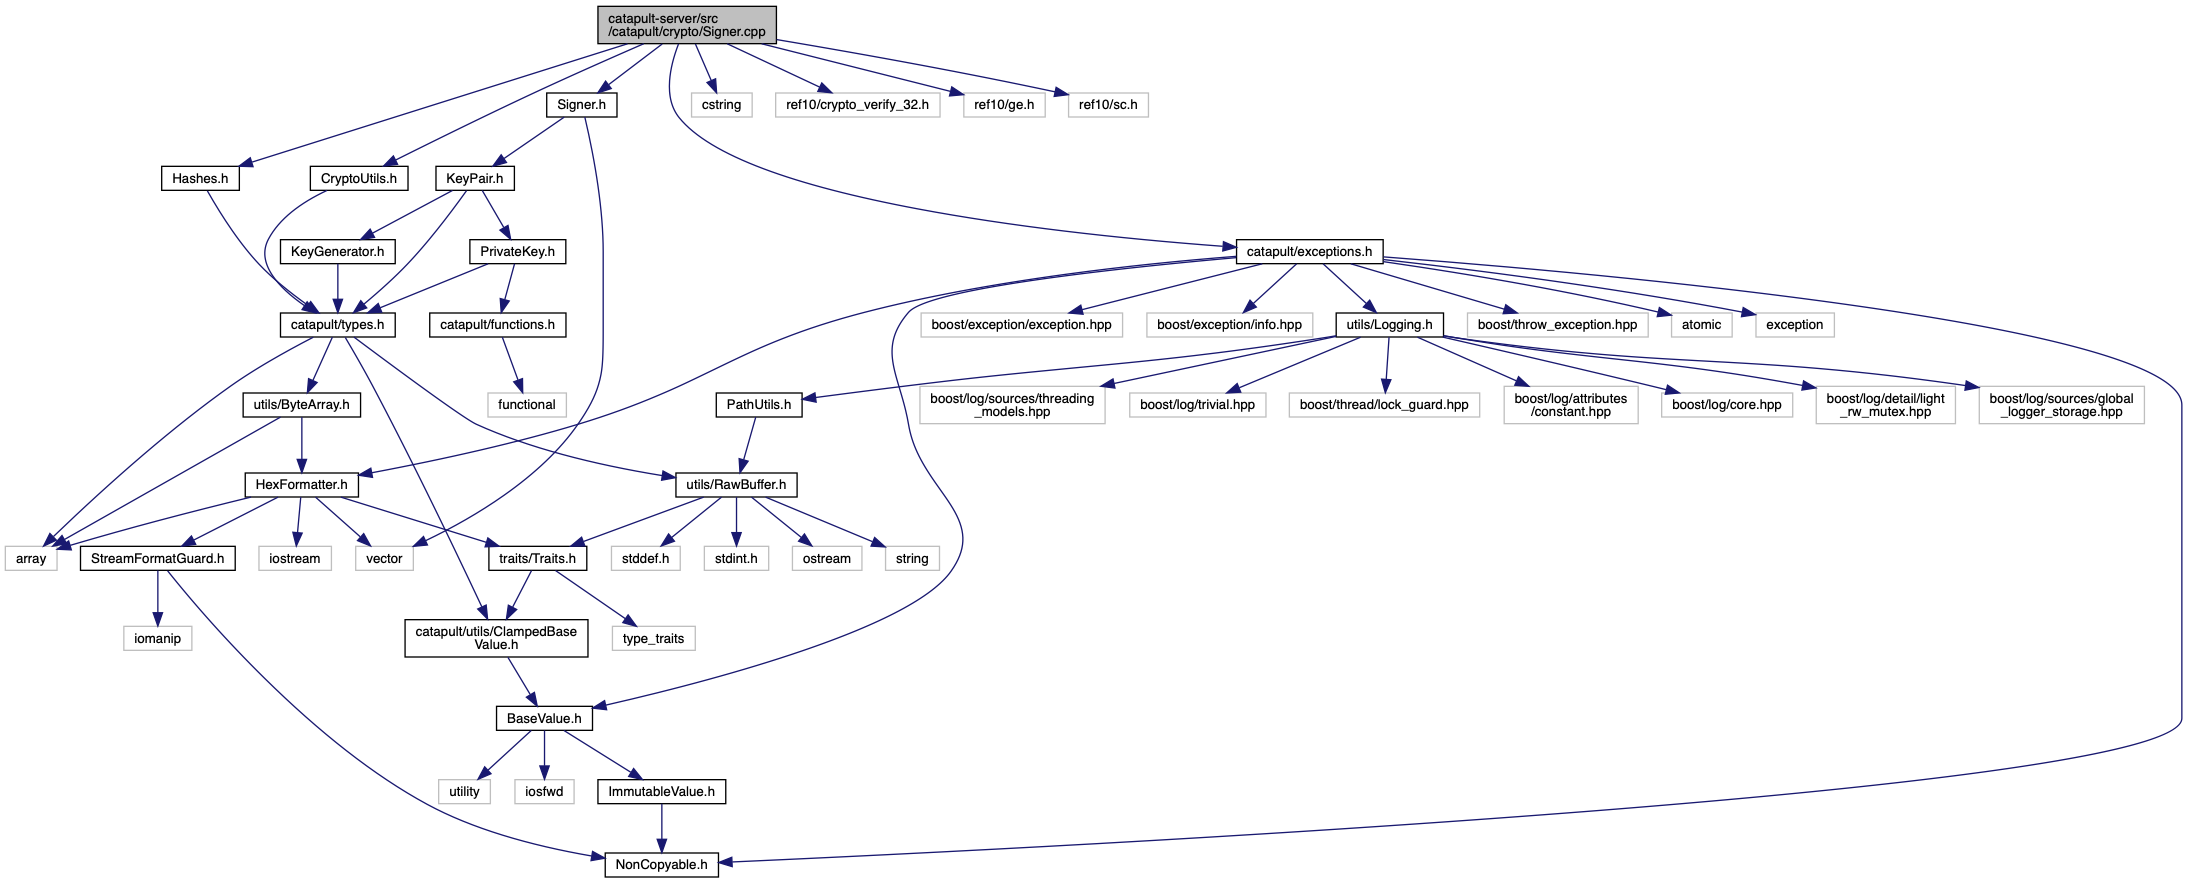 catapult-server/src
/catapult/crypto/Signer.cpp
Signer.h
cstring
ref10/crypto_verify_32.h
ref10/ge.h
ref10/sc.h
Hashes.h
CryptoUtils.h
KeyPair.h
KeyGenerator.h
PrivateKey.h
catapult/exceptions.h
catapult/types.h
catapult/functions.h
boost/exception/exception.hpp
boost/exception/info.hpp
utils/Logging.h
boost/throw_exception.hpp
atomic
exception
utils/ByteArray.h
functional
PathUtils.h
boost/log/sources/threading
_models.hpp
boost/log/trivial.hpp
boost/thread/lock_guard.hpp
boost/log/attributes
/constant.hpp
boost/log/core.hpp
boost/log/detail/light
_rw_mutex.hpp
boost/log/sources/global
_logger_storage.hpp
HexFormatter.h
utils/RawBuffer.h
array
StreamFormatGuard.h
iostream
vector
traits/Traits.h
stddef.h
stdint.h
ostream
string
iomanip
catapult/utils/ClampedBase
Value.h
type_traits
BaseValue.h
utility
iosfwd
ImmutableValue.h
NonCopyable.h